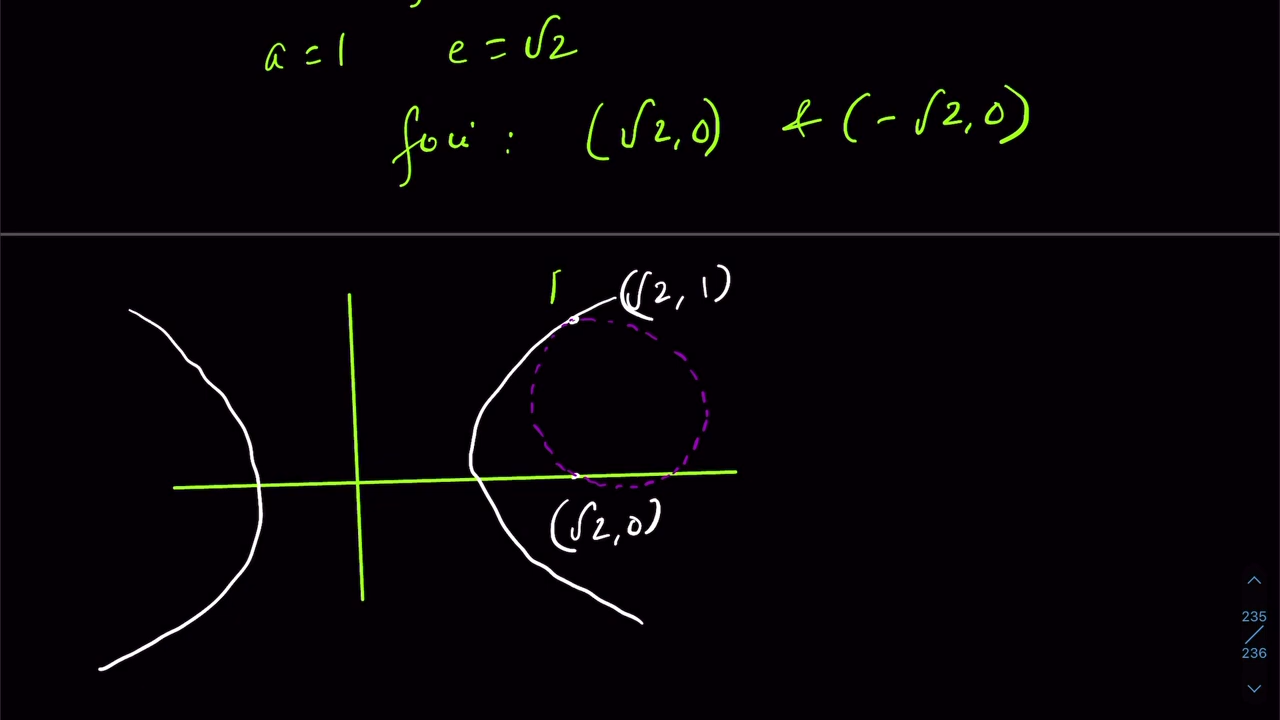 a = 1 e = √2
foci : (√2, 0) & (-√2, 0)
(√2, 1)
(√2, 0)
235
236